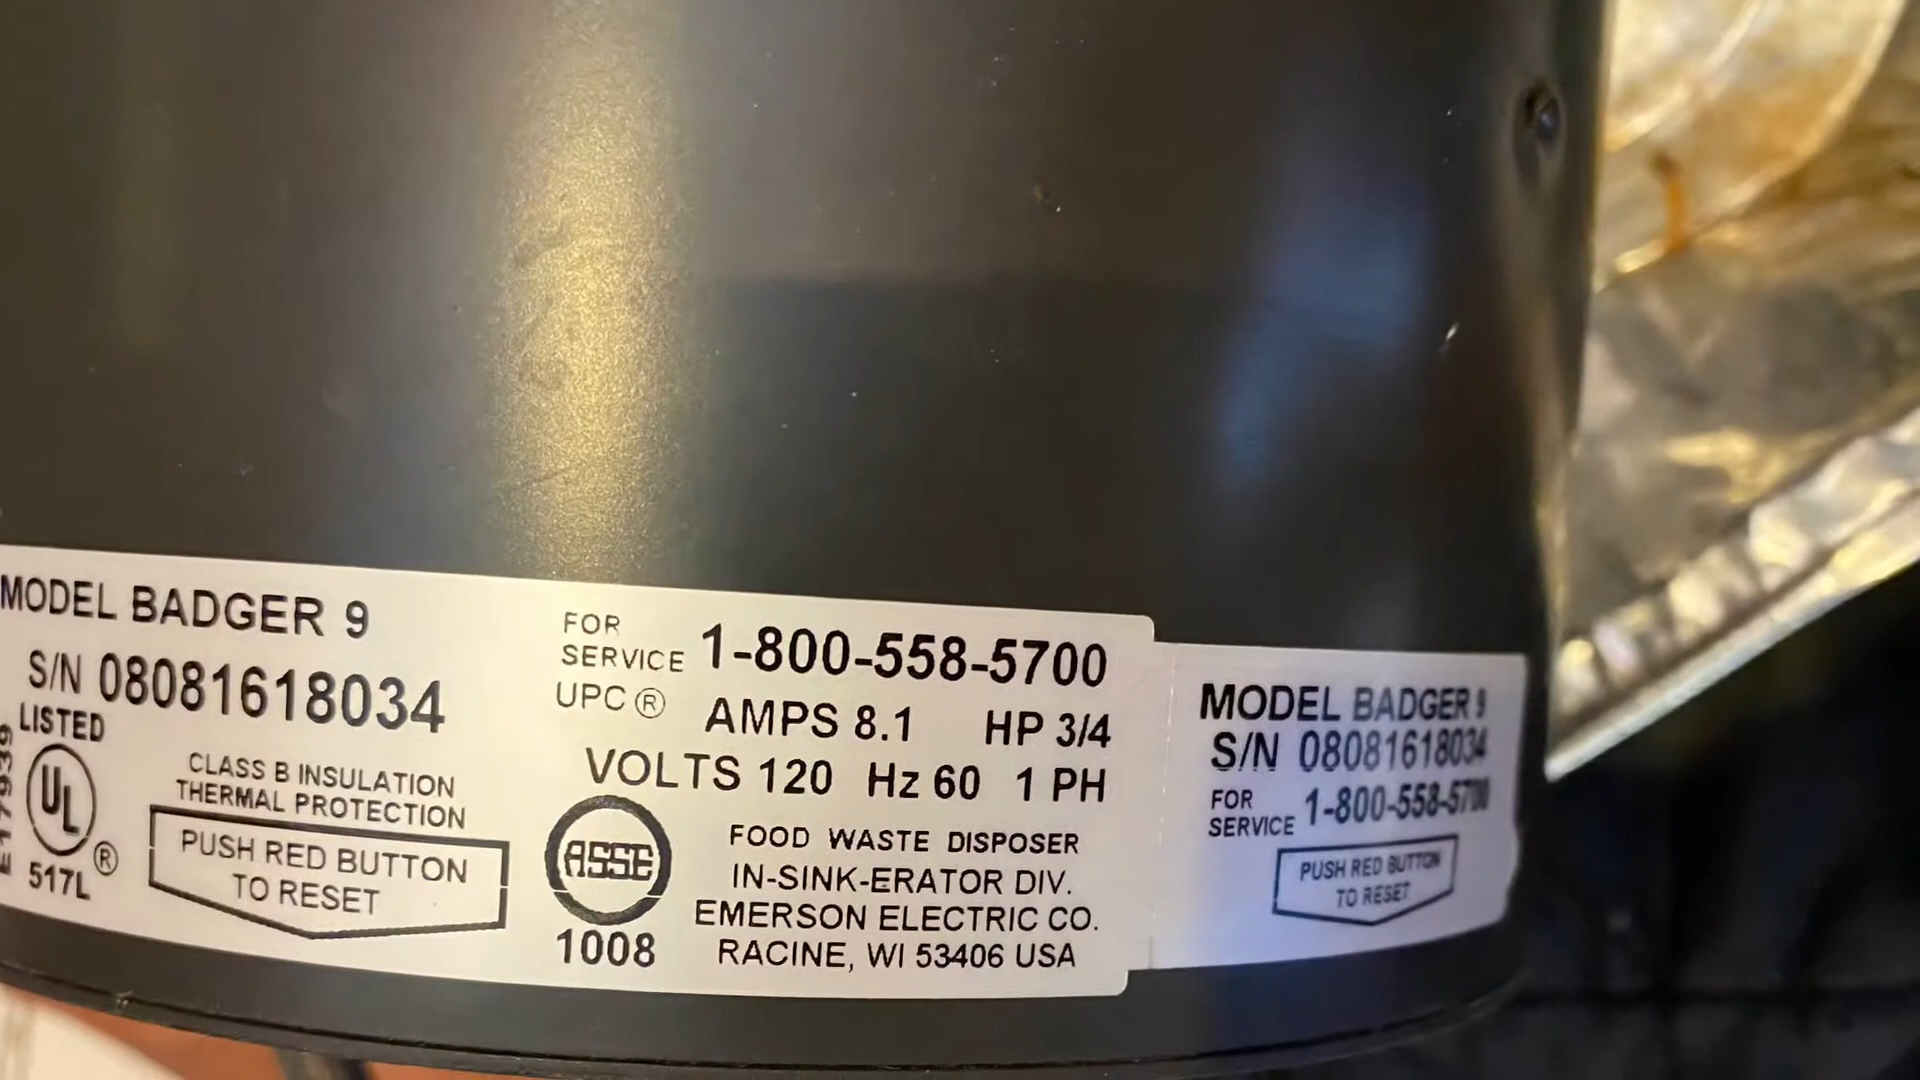 MODEL BADGER 9
S/N 08081618034
LISTED
UL
®
517L
E17939
CLASS B INSULATION
THERMAL PROTECTION
PUSH RED BUTTON
TO RESET
FOR
SERVICE 1-800-558-5700
UPC ® AMPS 8.1 HP 3/4
VOLTS 120 Hz 60 1 PH
ASSE
1008
FOOD WASTE DISPOSER
IN-SINK-ERATOR DIV.
EMERSON ELECTRIC CO.
RACINE, WI 53406 USA
MODEL BADGER 9
S/N 08081618034
FOR
SERVICE 1-800-558-5700
PUSH RED BUTTON
TO RESET